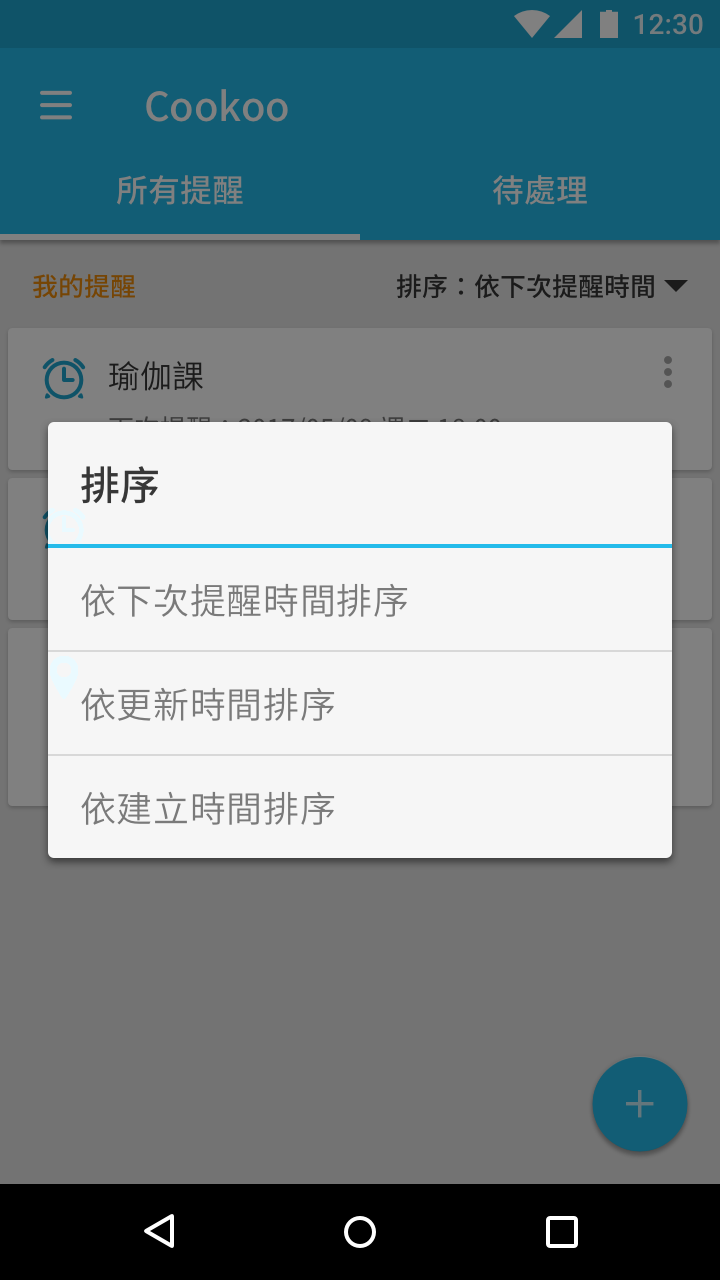 12:30
Cookoo
所有提醒 待處理
我的提醒 排序：依下次提醒時間
瑜伽課
排序
依下次提醒時間排序
依更新時間排序
依建立時間排序